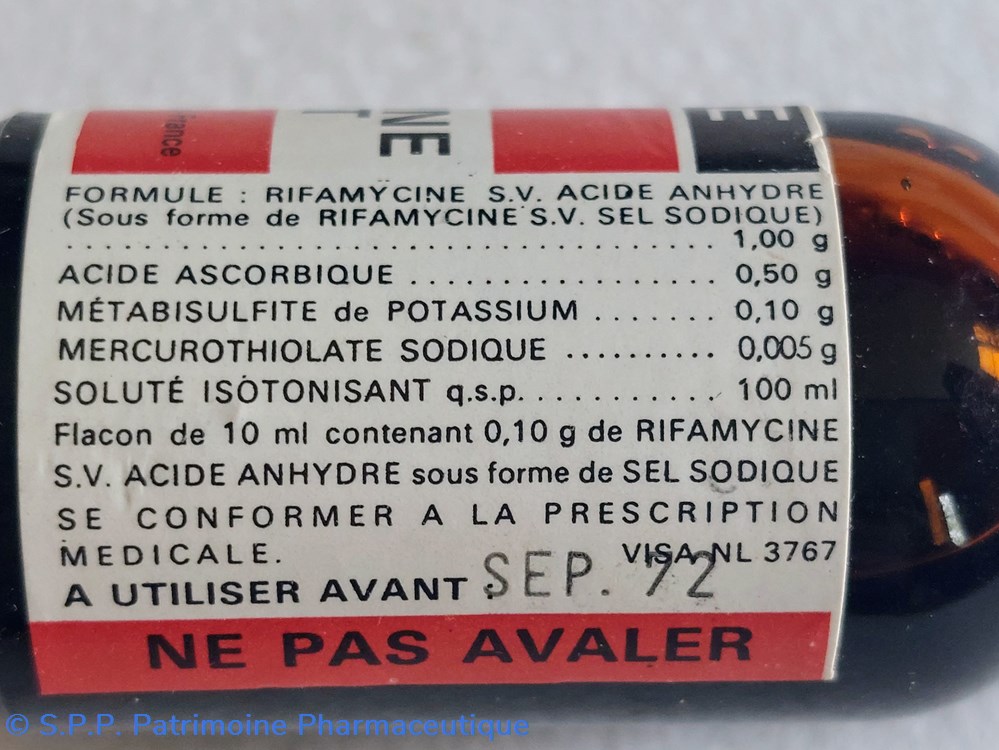 rance
NE
T
E
FORMULE : RIFAMYCINE S.V. ACIDE ANHYDRE
(Sous forme de RIFAMYCINE S.V. SEL SODIQUE)
........................................ 1,00 g
ACIDE ASCORBIQUE .................. 0,50 g
MÉTABISULFITE de POTASSIUM ....... 0,10 g
MERCUROTHIOLATE SODIQUE .......... 0,005 g
SOLUTÉ ISOTONISANT q.s.p. ........... 100 ml
Flacon de 10 ml contenant 0,10 g de RIFAMYCINE
S.V. ACIDE ANHYDRE sous forme de SEL SODIQUE
SE CONFORMER A LA PRESCRIPTION
MEDICALE. VISA NL 3767
A UTILISER AVANT : SEP. 72
NE PAS AVALER
© S.P.P. Patrimoine Pharmaceutique